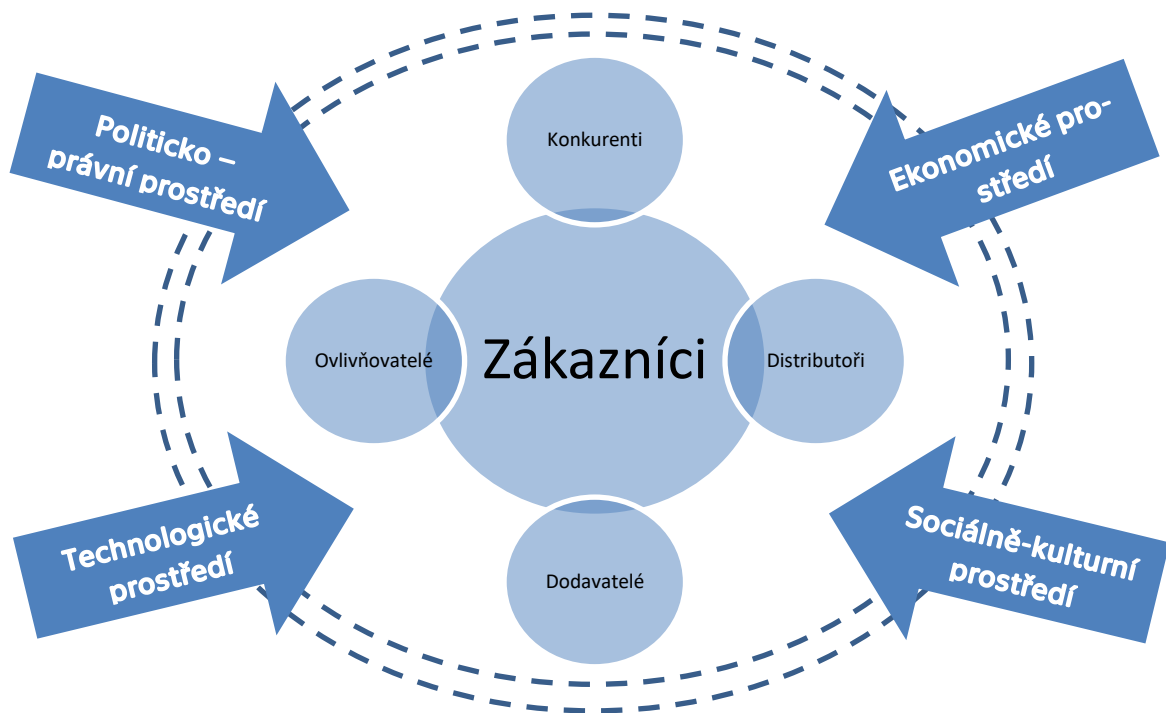 Konkurenti
Politicko –
právní prostředí
Ekonomické pro-
středí
Ovlivňovatelé
Zákazníci
Distributoři
Technologické
prostředí
Sociálně-kulturní
prostředí
Dodavatelé